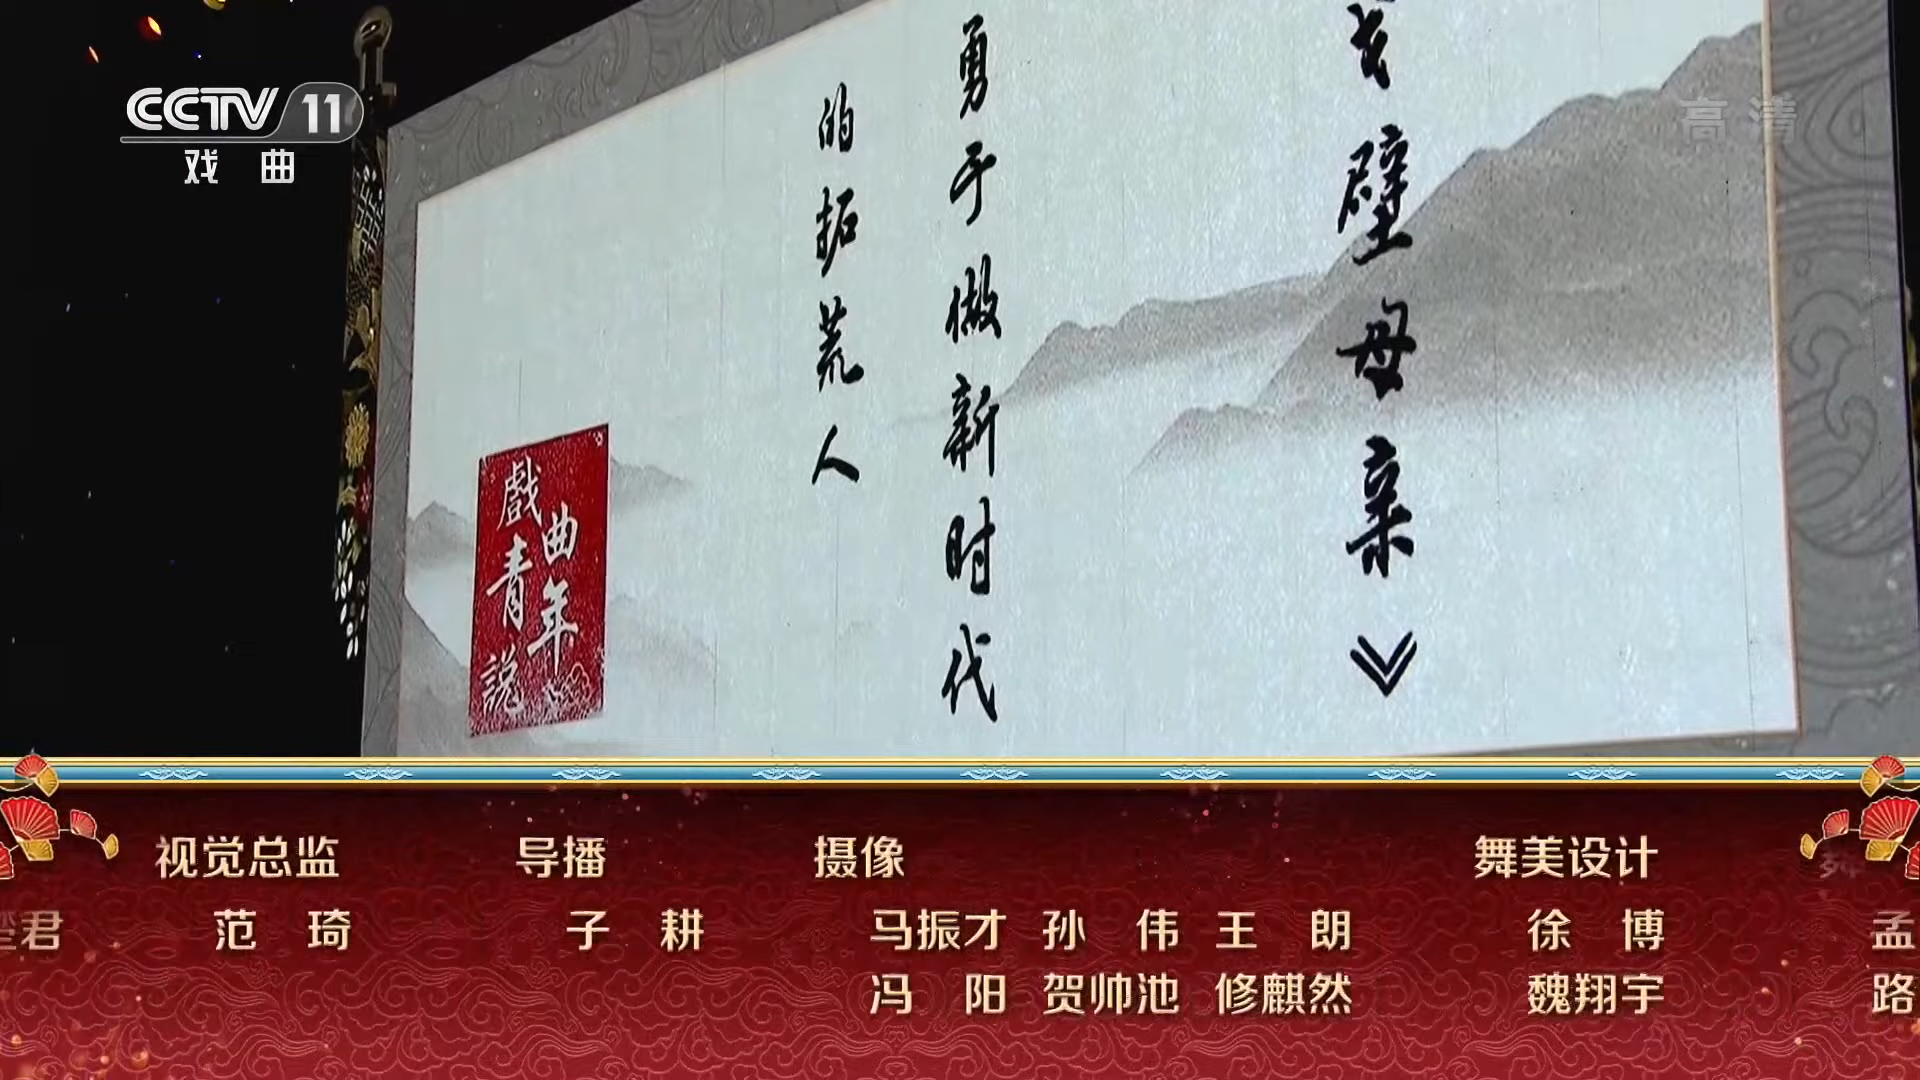 CCTV 11
戏 曲
高 清
戈壁母亲》
勇于做新时代
的拓荒人
戲曲
青年
説
视觉总监
导播
摄像
舞美设计
君
范 琦
子 耕
马振才 孙 伟 王 朗
徐 博
孟
冯 阳 贺帅池 修麒然
魏翔宇
路